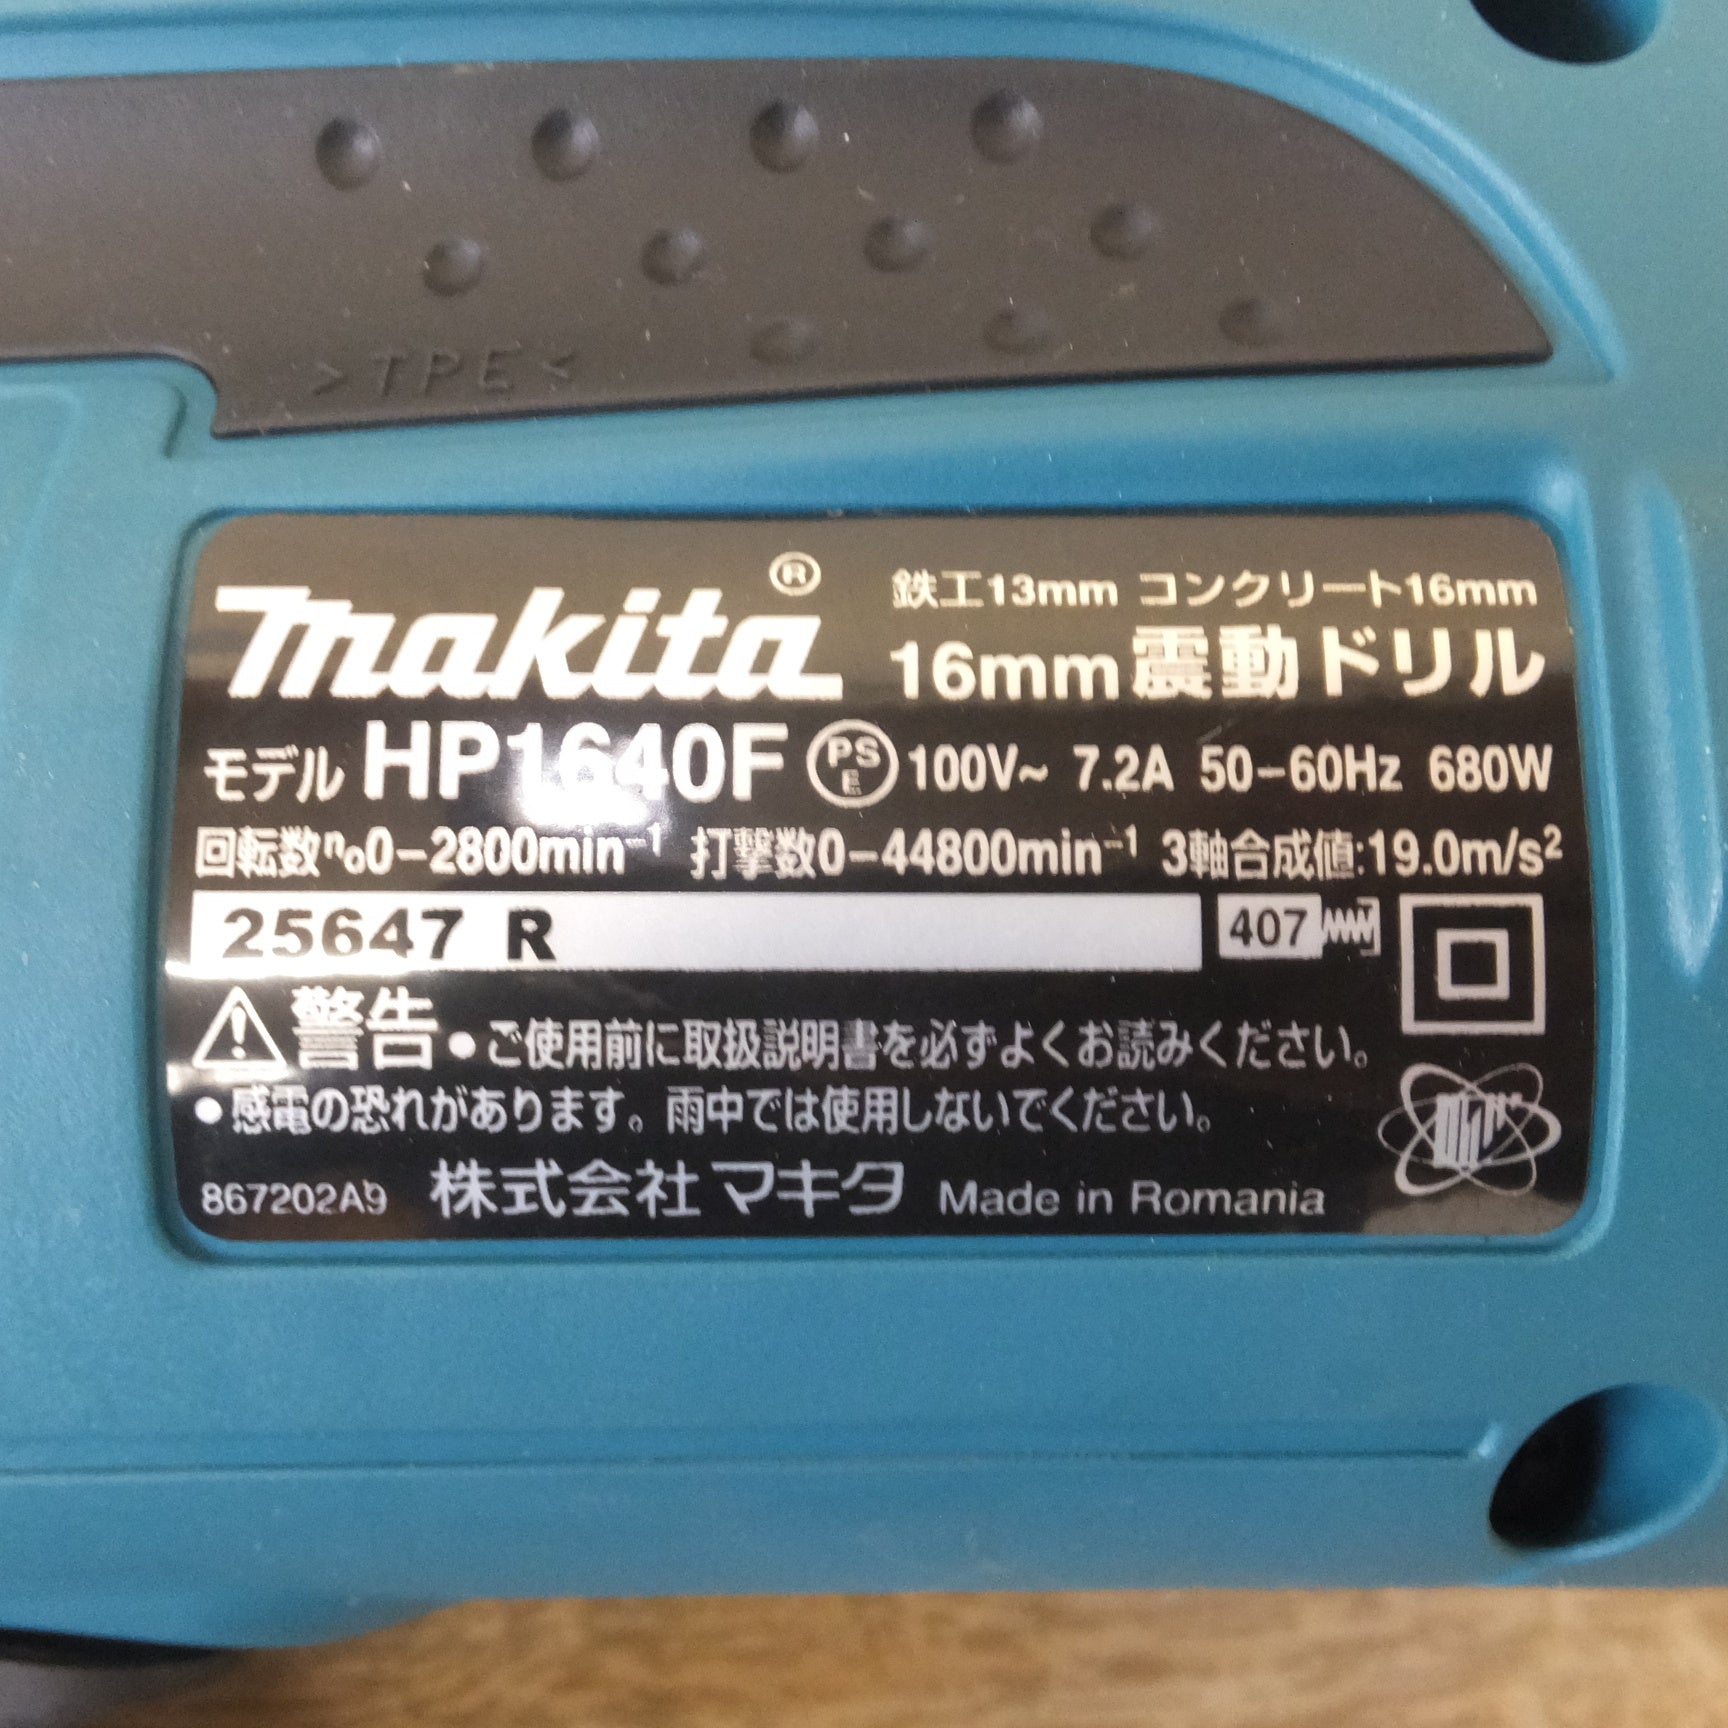 >TPE<
makita®
鉄工13mm コンクリート16mm
16mm震動ドリル
モデル HP1640F PSE 100V~ 7.2A 50-60Hz 680W
回転数n₀0-2800min⁻¹ 打撃数0-44800min⁻¹ 3軸合成値:19.0m/s²
25647 R
407
警告 ●ご使用前に取扱説明書を必ずよくお読みください。
●感電の恐れがあります。雨中では使用しないでください。
867202A9 株式会社マキタ Made in Romania